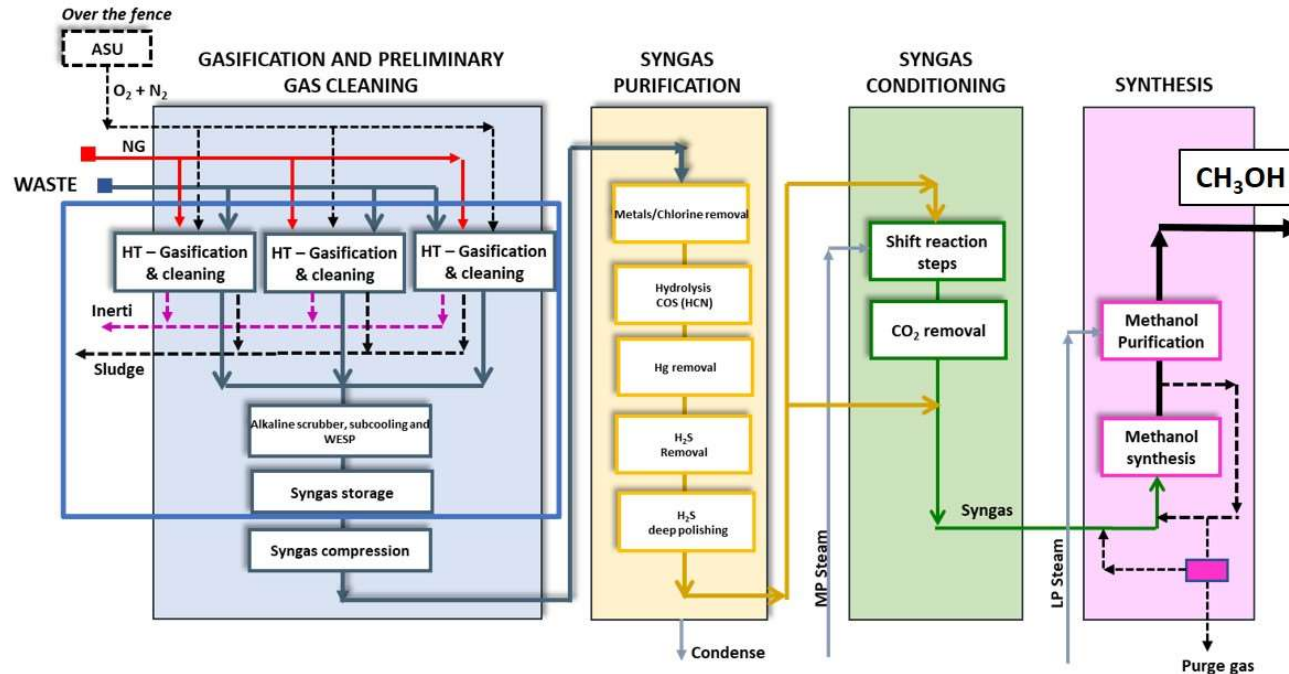 Over the fence
ASU
O₂ + N₂
NG
WASTE
GASIFICATION AND PRELIMINARY
GAS CLEANING
HT – Gasification
& cleaning
HT – Gasification
& cleaning
HT – Gasification
& cleaning
Inerti
Sludge
Alkaline scrubber, subcooling and
WESP
Syngas storage
Syngas compression
SYNGAS
PURIFICATION
Metals/Chlorine removal
Hydrolysis
COS (HCN)
Hg removal
H₂S
Removal
H₂S
deep polishing
Condense
MP Steam
SYNGAS
CONDITIONING
Shift reaction
steps
CO₂ removal
Syngas
LP Steam
SYNTHESIS
CH₃OH
Methanol
Purification
Methanol
synthesis
Purge gas